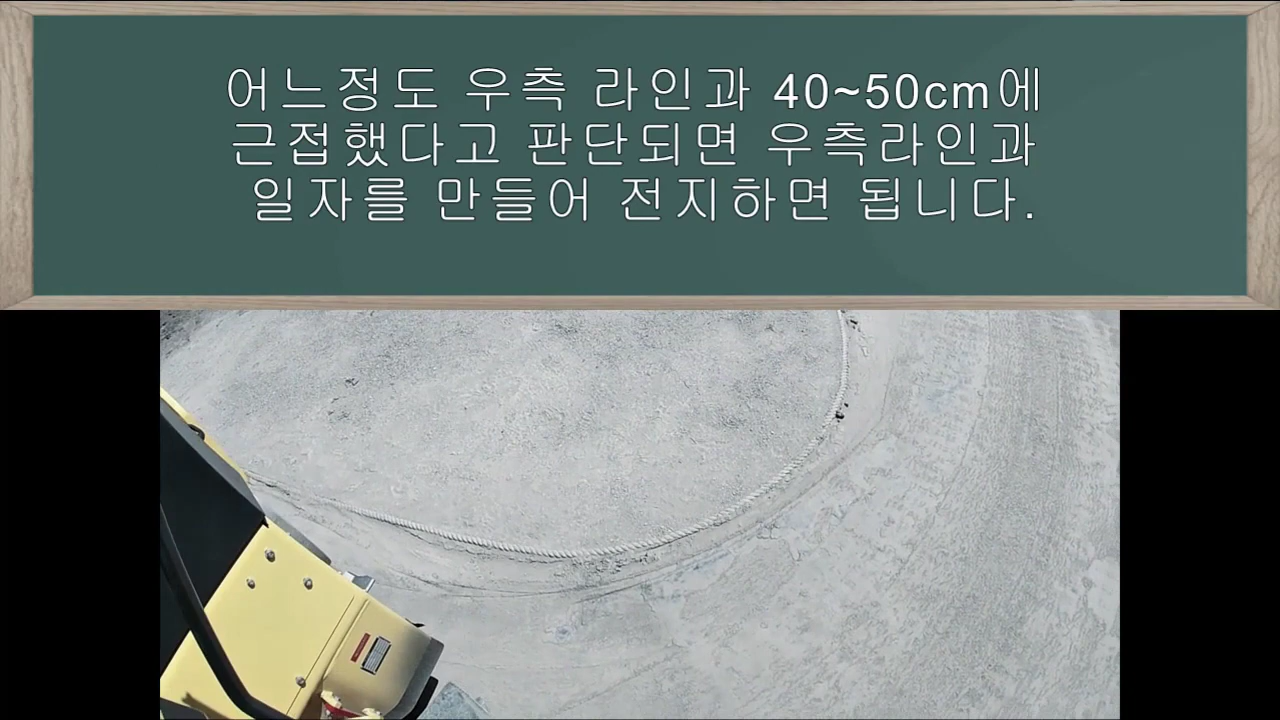 어느정도 우측 라인과 40~50cm에
근접했다고 판단되면 우측라인과
일자를 만들어 전지하면 됩니다.